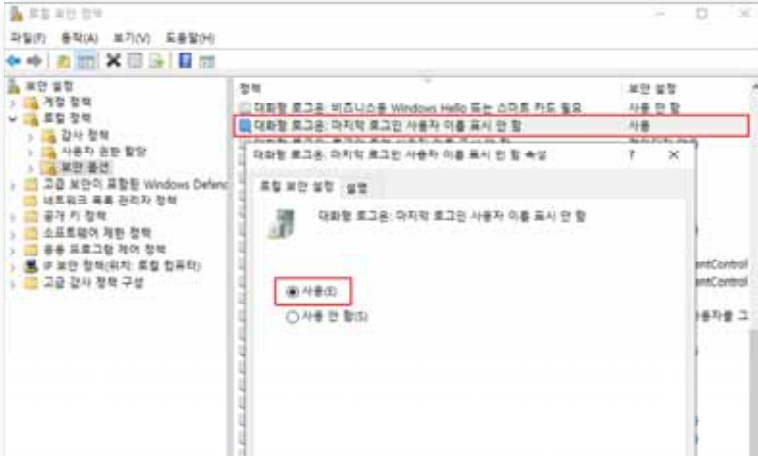 로컬 보안 정책
파일(F) 동작(A) 보기(V) 도움말(H)
보안 설정
계정 정책
로컬 정책
감사 정책
사용자 권한 할당
보안 옵션
고급 보안이 포함된 Windows Defenc
네트워크 목록 관리자 정책
공개 키 정책
소프트웨어 제한 정책
응용 프로그램 제어 정책
IP 보안 정책(위치: 로컬 컴퓨터)
고급 감사 정책 구성
정책 보안 설정
대화형 로그온: 비즈니스용 Windows Hello 또는 스마트 카드 필요 사용 안 함
대화형 로그온: 마지막 로그인 사용자 이름 표시 안 함 사용
대화형 로그온: 마지막 로그인 사용자 이름 표시 안 함 속성 ? ×
로컬 보안 설정 설명
대화형 로그온: 마지막 로그인 사용자 이름 표시 안 함
사용(E)
사용 안 함(S)
entControl
entControl
사용자를 그